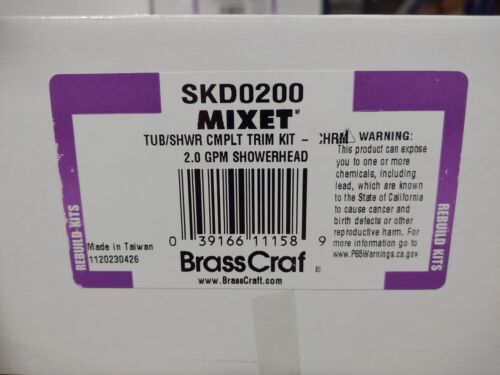 SKD0200
MIXET
TUB/SHWR CMPLT TRIM KIT - CHRM
2.0 GPM SHOWERHEAD
WARNING:
This product can expose
you to one or more
chemicals, including
lead, which are known
to the State of California
to cause cancer and
birth defects or other
reproductive harm. For
more information go to
www.P65Warnings.ca.gov
0 39166 11158 9
Made in Taiwan
1120230426
BrassCraf
www.BrassCraft.com
REBUILD KITS
REBUILD KITS